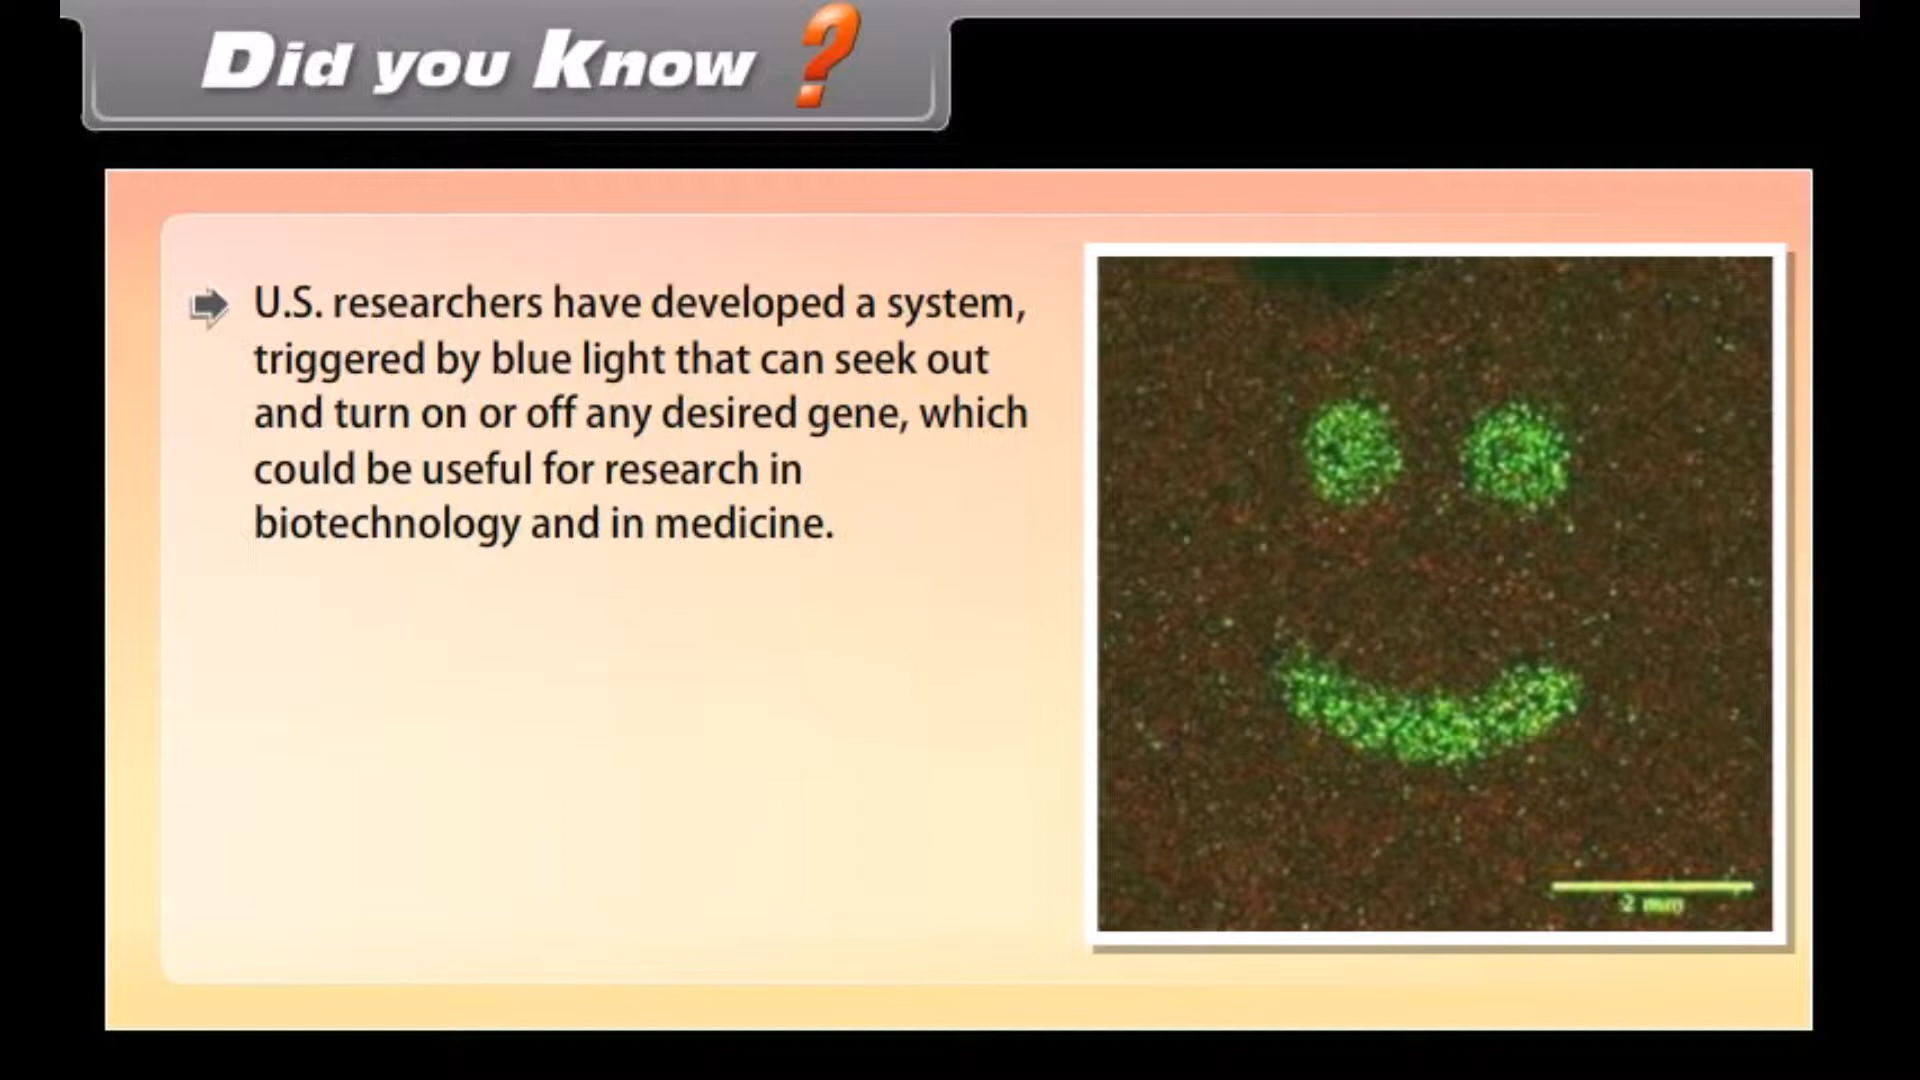 Did you Know ?
U.S. researchers have developed a system,
triggered by blue light that can seek out
and turn on or off any desired gene, which
could be useful for research in
biotechnology and in medicine.
2 mm